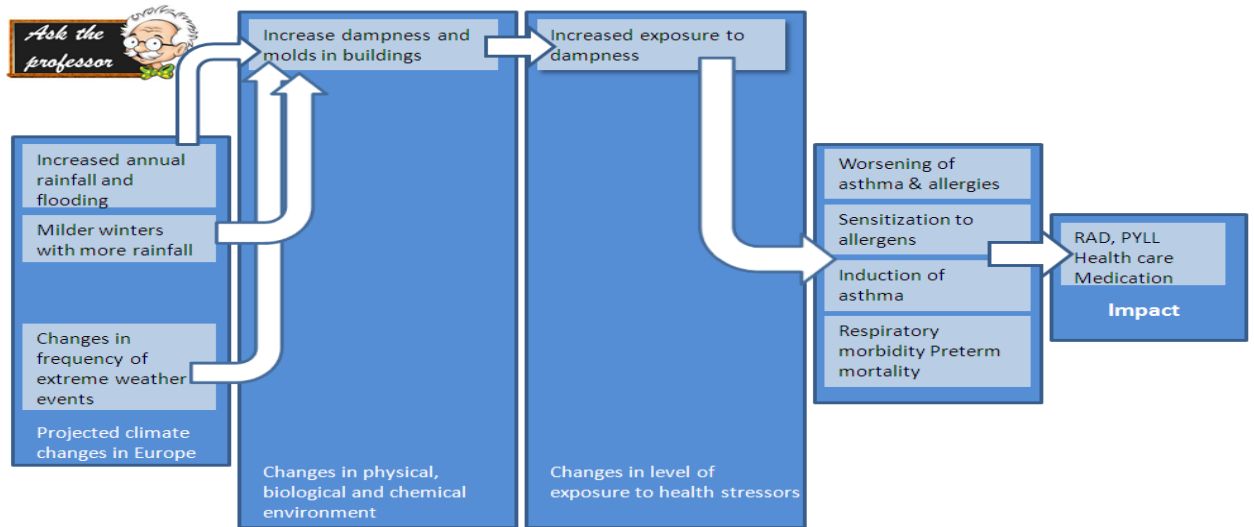 Ask the
professor
Increased annual
rainfall and
flooding
Milder winters
with more rainfall
Changes in
frequency of
extreme weather
events
Projected climate
changes in Europe
Increase dampness and
molds in buildings
Changes in physical,
biological and chemical
environment
Increased exposure to
dampness
Changes in level of
exposure to health stressors
Worsening of
asthma & allergies
Sensitization to
allergens
Induction of
asthma
Respiratory
morbidity Preterm
mortality
RAD, PYLL
Health care
Medication
Impact